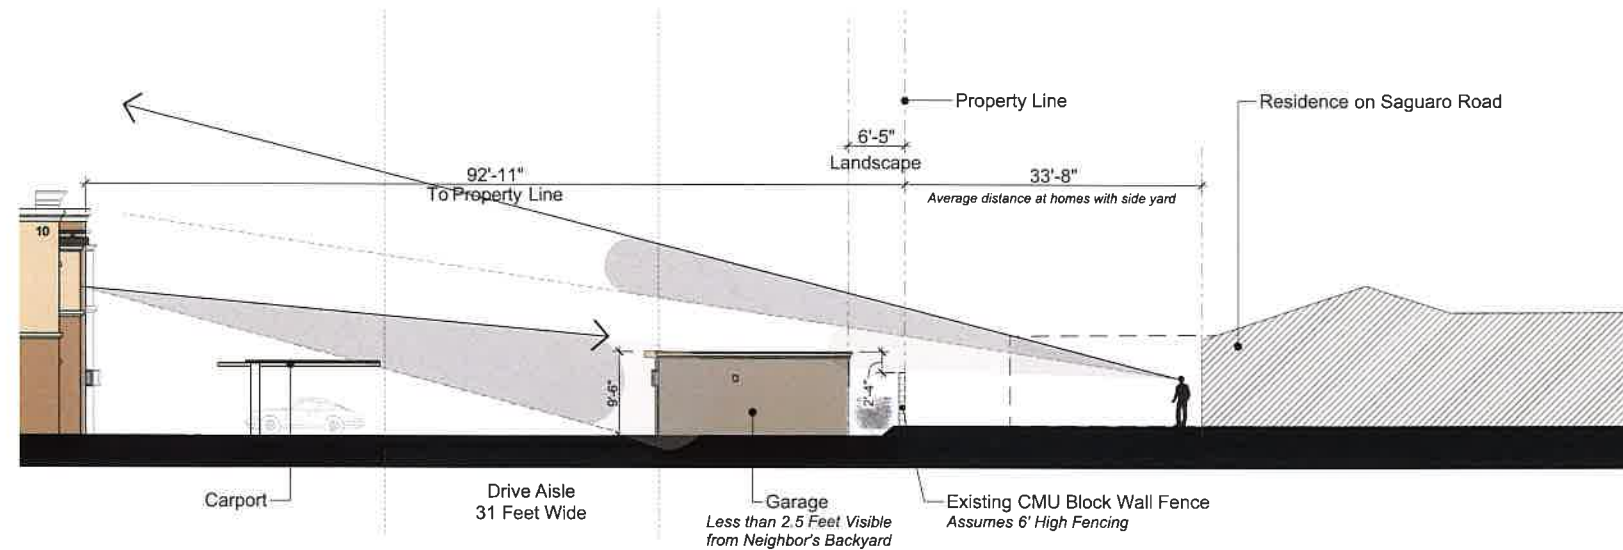 Property Line
Residence on Saguaro Road
6'-5"
Landscape
92'-11"
To Property Line
33'-8"
Average distance at homes with side yard
10
9'-6"
2'-4"
Carport
Drive Aisle
31 Feet Wide
Garage
Less than 2.5 Feet Visible
from Neighbor's Backyard
Existing CMU Block Wall Fence
Assumes 6' High Fencing